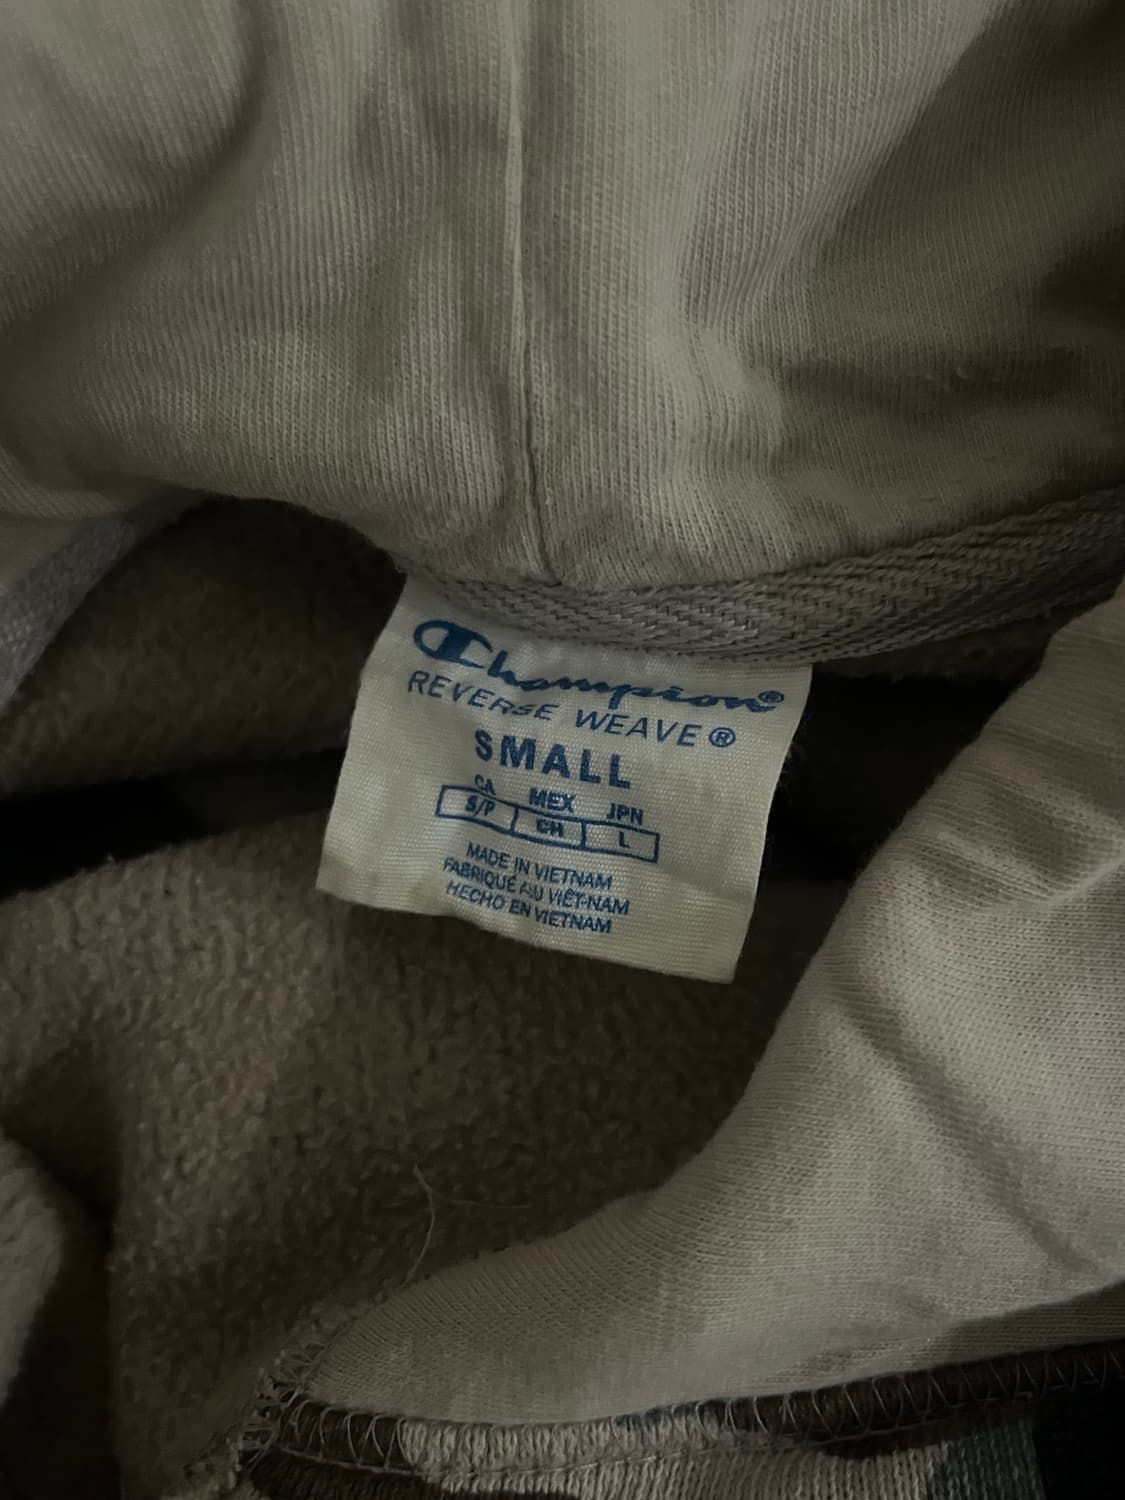 Champion®
REVERSE WEAVE®
SMALL
CA MEX JPN
S/P CH L
MADE IN VIETNAM
FABRIQUÉ AU VIÊT-NAM
HECHO EN VIETNAM